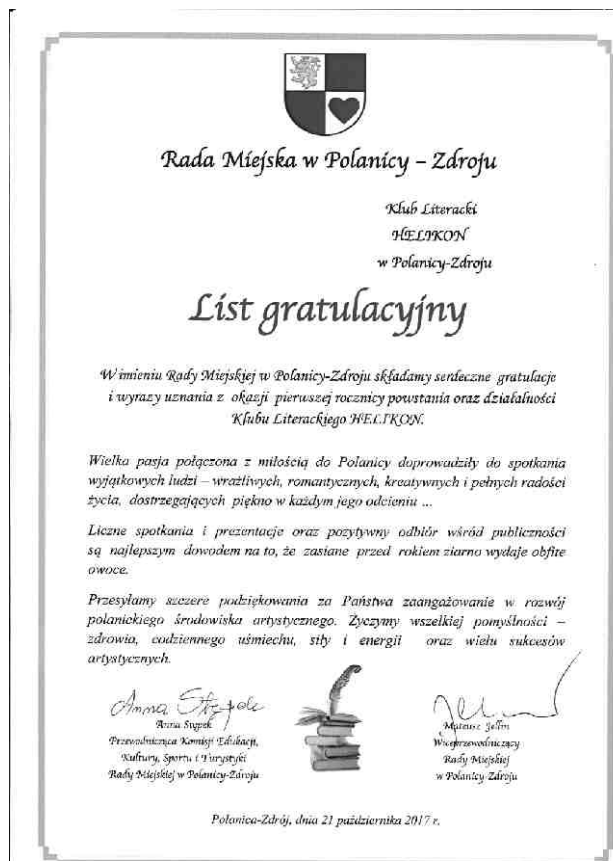 Rada Miejska w Polanicy – Zdroju
Klub Literacki
HELIKON
w Polanicy-Zdroju
List gratulacyjny
W imieniu Rady Miejskiej w Polanicy-Zdroju składamy serdeczne gratulacje
i wyrazy uznania z okazji pierwszej rocznicy powstania oraz działalności
Klubu Literackiego HELIKON.
Wielka pasja połączona z miłością do Polanicy doprowadziły do spotkania
wyjątkowych ludzi – wrażliwych, romantycznych, kreatywnych i pełnych radości
życia, dostrzegających piękno w każdym jego odcieniu ...
Liczne spotkania i prezentacje oraz pozytywny odbiór wśród publiczności
są najlepszym dowodem na to, że zasiane przed rokiem ziarno wydaje obfite
owoce.
Przesyłamy szczere podziękowania za Państwa zaangażowanie w rozwój
polanickiego środowiska artystycznego. Życzymy wszelkiej pomyślności –
zdrowia, codziennego uśmiechu, siły i energii oraz wielu sukcesów
artystycznych.
Anna Stępek
Anna Stępek
Przewodnicząca Komisji Edukacji,
Kultury, Sportu i Turystyki
Rady Miejskiej w Polanicy-Zdroju
Mateusz Jellin
Wiceprzewodniczący
Rady Miejskiej
w Polanicy-Zdroju
Polanica-Zdrój, dnia 21 października 2017 r.